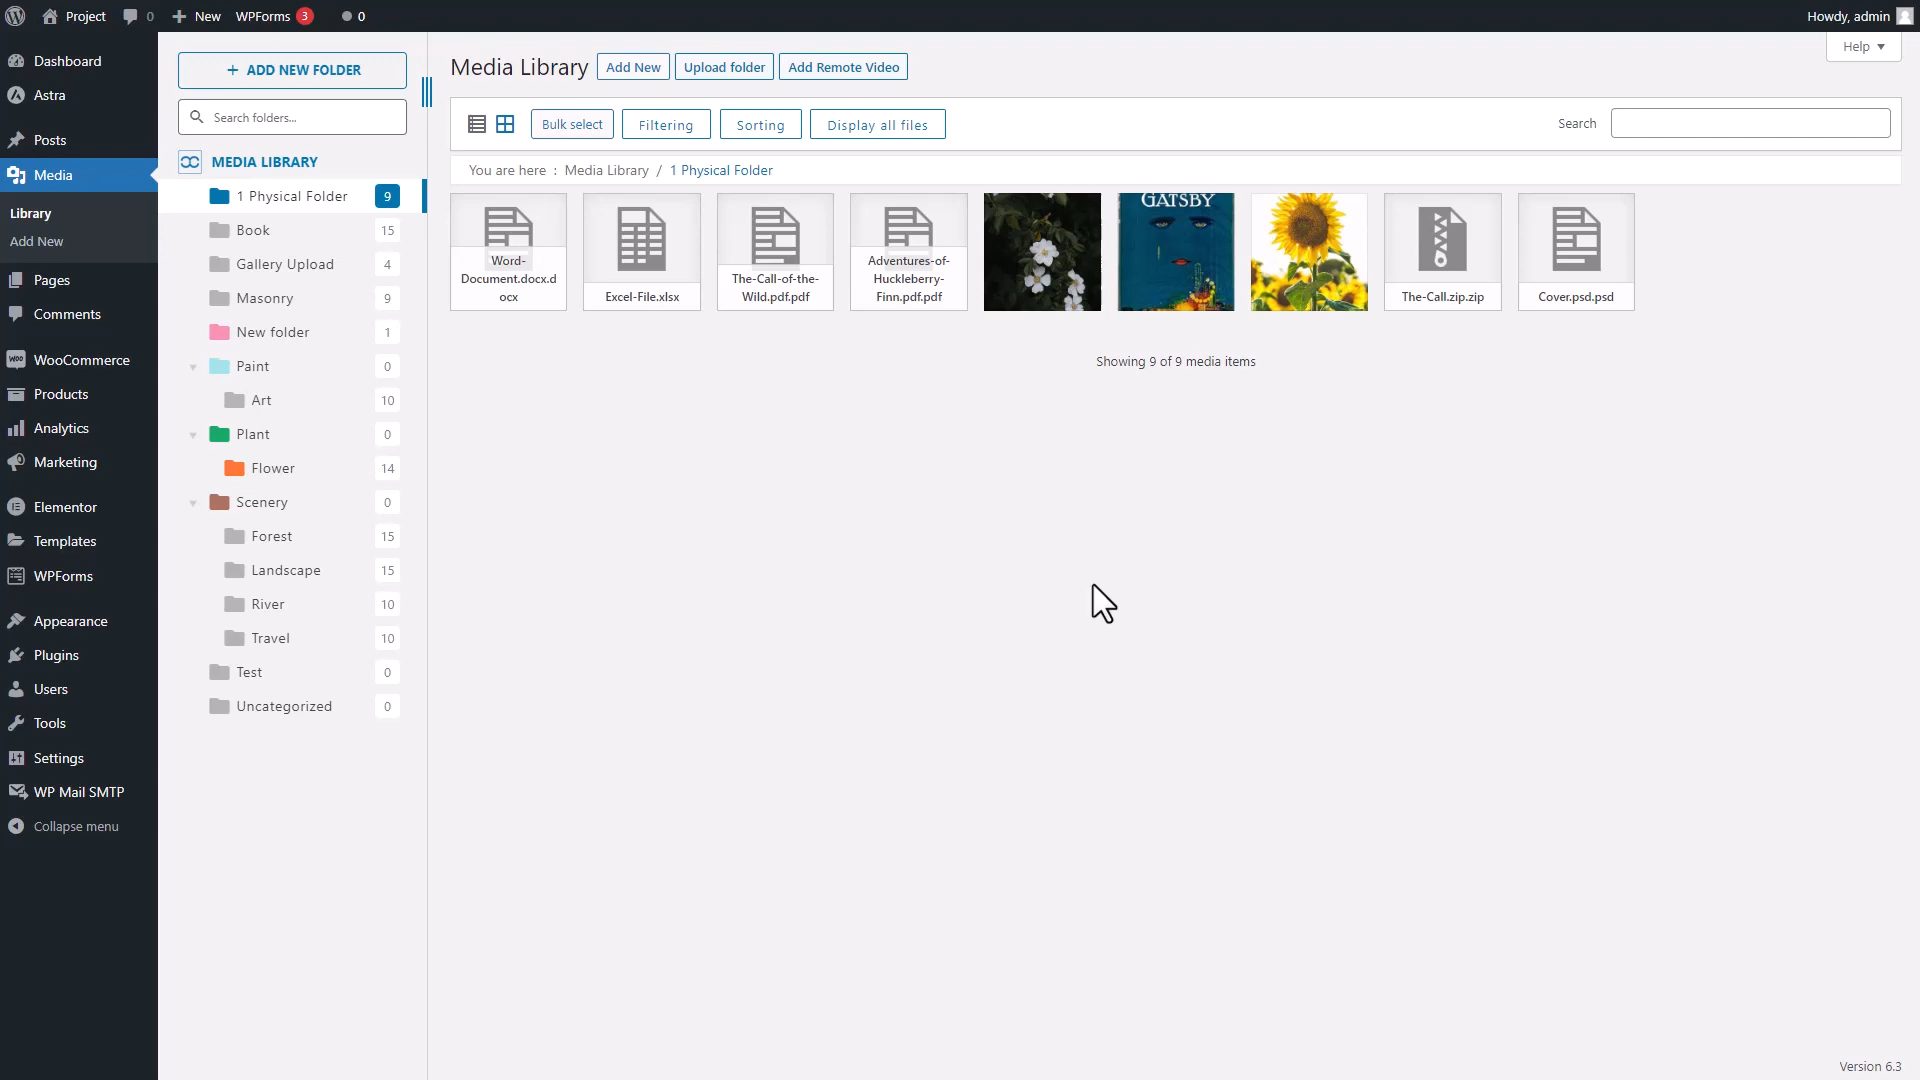 Project
0
New
WPForms
3
0
Howdy, admin
Help
Dashboard
Astra
Posts
Media
Library
Add New
Pages
Comments
WooCommerce
Products
Analytics
Marketing
Elementor
Templates
WPForms
Appearance
Plugins
Users
Tools
Settings
WP Mail SMTP
Collapse menu
+ ADD NEW FOLDER
Search folders...
MEDIA LIBRARY
1 Physical Folder 9
Book 15
Gallery Upload 4
Masonry 9
New folder 1
Paint 0
Art 10
Plant 0
Flower 14
Scenery 0
Forest 15
Landscape 15
River 10
Travel 10
Test 0
Uncategorized 0
Media Library
Add New
Upload folder
Add Remote Video
Bulk select
Filtering
Sorting
Display all files
Search
You are here : Media Library / 1 Physical Folder
Word-
Document.docx.d
ocx
Excel-File.xlsx
The-Call-of-the-
Wild.pdf.pdf
Adventures-of-
Huckleberry-
Finn.pdf.pdf
GATSBY
The-Call.zip.zip
Cover.psd.psd
Showing 9 of 9 media items
Version 6.3